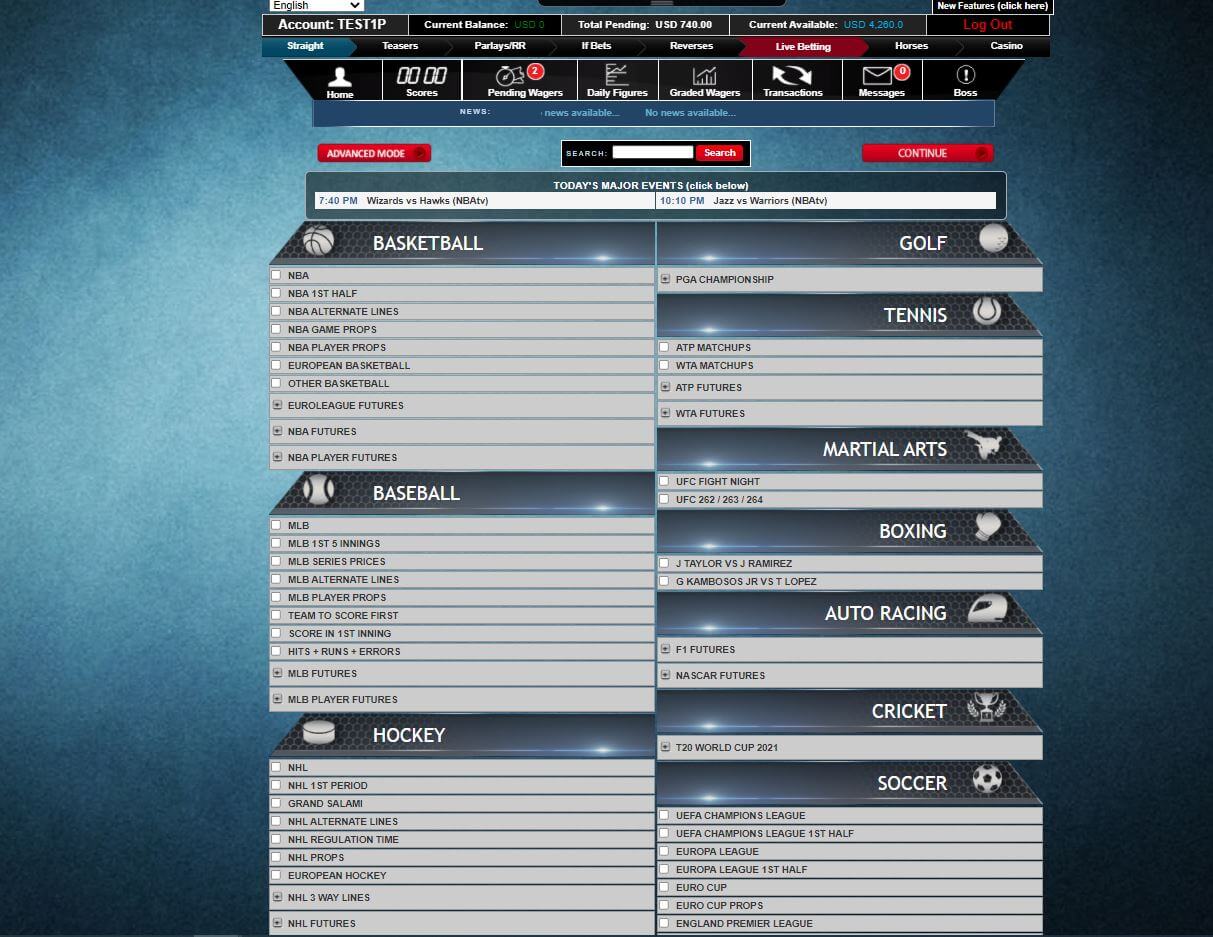 English
New Features (click here)
Account: TEST1P
Current Balance: USD 0
Total Pending: USD 740.00
Current Available: USD 4,260.0
Log Out
Straight
Teasers
Parlays/RR
If Bets
Reverses
Live Betting
Horses
Casino
00 00
2
0
Home
Scores
Pending Wagers
Daily Figures
Graded Wagers
Transactions
Messages
Boss
NEWS:
news available...
No news available...
ADVANCED MODE
SEARCH:
Search
CONTINUE
TODAY'S MAJOR EVENTS (click below)
7:40 PM Wizards vs Hawks (NBAtv)
10:10 PM Jazz vs Warriors (NBAtv)
BASKETBALL
NBA
NBA 1ST HALF
NBA ALTERNATE LINES
NBA GAME PROPS
NBA PLAYER PROPS
EUROPEAN BASKETBALL
OTHER BASKETBALL
EUROLEAGUE FUTURES
NBA FUTURES
NBA PLAYER FUTURES
BASEBALL
MLB
MLB 1ST 5 INNINGS
MLB SERIES PRICES
MLB ALTERNATE LINES
MLB PLAYER PROPS
TEAM TO SCORE FIRST
SCORE IN 1ST INNING
HITS + RUNS + ERRORS
MLB FUTURES
MLB PLAYER FUTURES
HOCKEY
NHL
NHL 1ST PERIOD
GRAND SALAMI
NHL ALTERNATE LINES
NHL REGULATION TIME
NHL PROPS
EUROPEAN HOCKEY
NHL 3 WAY LINES
NHL FUTURES
GOLF
PGA CHAMPIONSHIP
TENNIS
ATP MATCHUPS
WTA MATCHUPS
ATP FUTURES
WTA FUTURES
MARTIAL ARTS
UFC FIGHT NIGHT
UFC 262 / 263 / 264
BOXING
J TAYLOR VS J RAMIREZ
G KAMBOSOS JR VS T LOPEZ
AUTO RACING
F1 FUTURES
NASCAR FUTURES
CRICKET
T20 WORLD CUP 2021
SOCCER
UEFA CHAMPIONS LEAGUE
UEFA CHAMPIONS LEAGUE 1ST HALF
EUROPA LEAGUE
EUROPA LEAGUE 1ST HALF
EURO CUP
EURO CUP PROPS
ENGLAND PREMIER LEAGUE